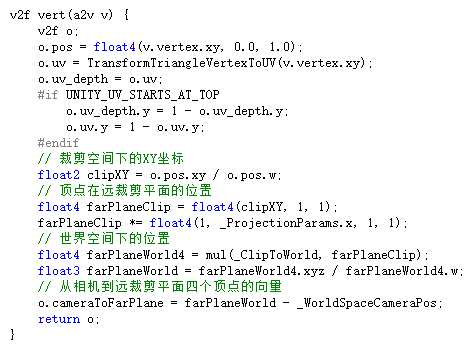 v2f vert(a2v v) {
v2f o;
o.pos = float4(v.vertex.xy, 0.0, 1.0);
o.uv = TransformTriangleVertexToUV(v.vertex.xy);
o.uv_depth = o.uv;
#if UNITY_UV_STARTS_AT_TOP
o.uv_depth.y = 1 - o.uv_depth.y;
o.uv.y = 1 - o.uv.y;
#endif
// 裁剪空间下的XY坐标
float2 clipXY = o.pos.xy / o.pos.w;
// 顶点在远裁剪平面的位置
float4 farPlaneClip = float4(clipXY, 1, 1);
farPlaneClip *= float4(1, _ProjectionParams.x, 1, 1);
// 世界空间下的位置
float4 farPlaneWorld4 = mul(_ClipToWorld, farPlaneClip);
float3 farPlaneWorld = farPlaneWorld4.xyz / farPlaneWorld4.w;
// 从相机到远裁剪平面四个顶点的向量
o.cameraToFarPlane = farPlaneWorld - _WorldSpaceCameraPos;
return o;
}